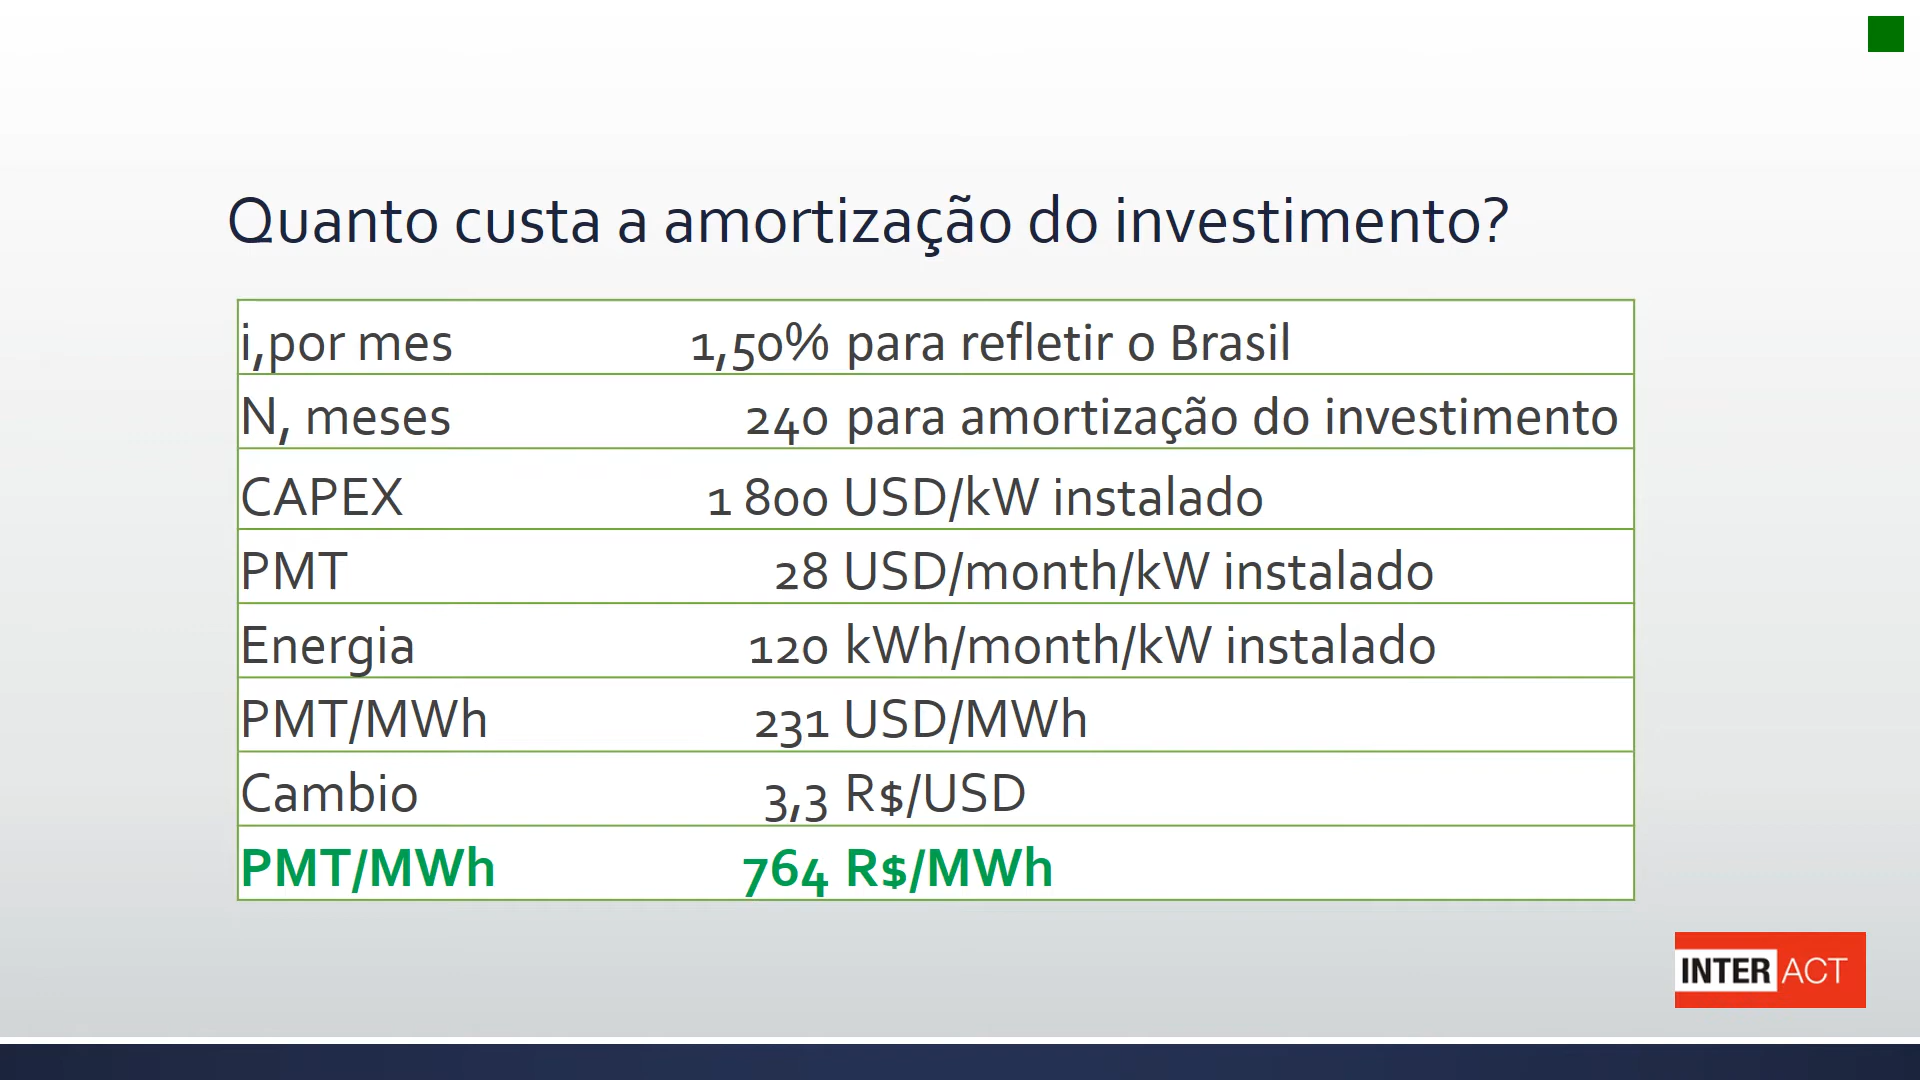 Quanto custa a amortização do investimento?
i,por mes 1,50% para refletir o Brasil
N, meses 240 para amortização do investimento
CAPEX 1 800 USD/kW instalado
PMT 28 USD/month/kW instalado
Energia 120 kWh/month/kW instalado
PMT/MWh 231 USD/MWh
Cambio 3,3 R$/USD
PMT/MWh 764 R$/MWh
INTERACT